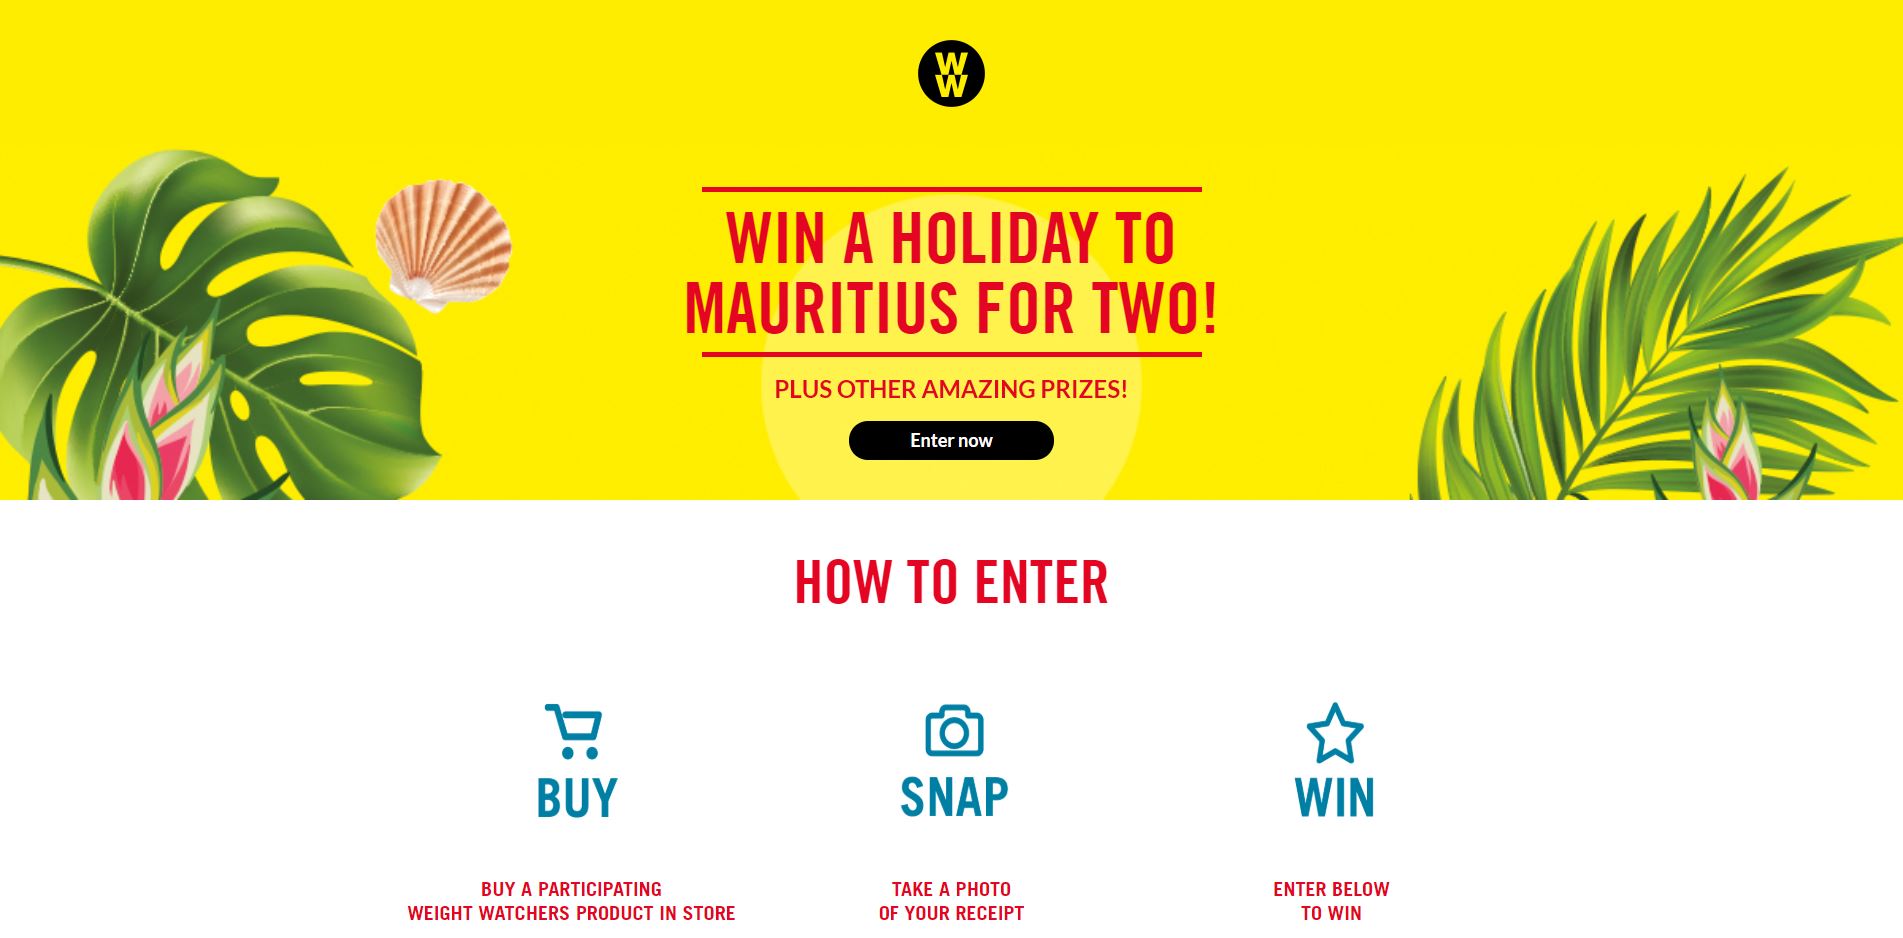 W
W
WIN A HOLIDAY TO
MAURITIUS FOR TWO!
PLUS OTHER AMAZING PRIZES!
Enter now
HOW TO ENTER
BUY
SNAP
WIN
BUY A PARTICIPATING
WEIGHT WATCHERS PRODUCT IN STORE
TAKE A PHOTO
OF YOUR RECEIPT
ENTER BELOW
TO WIN